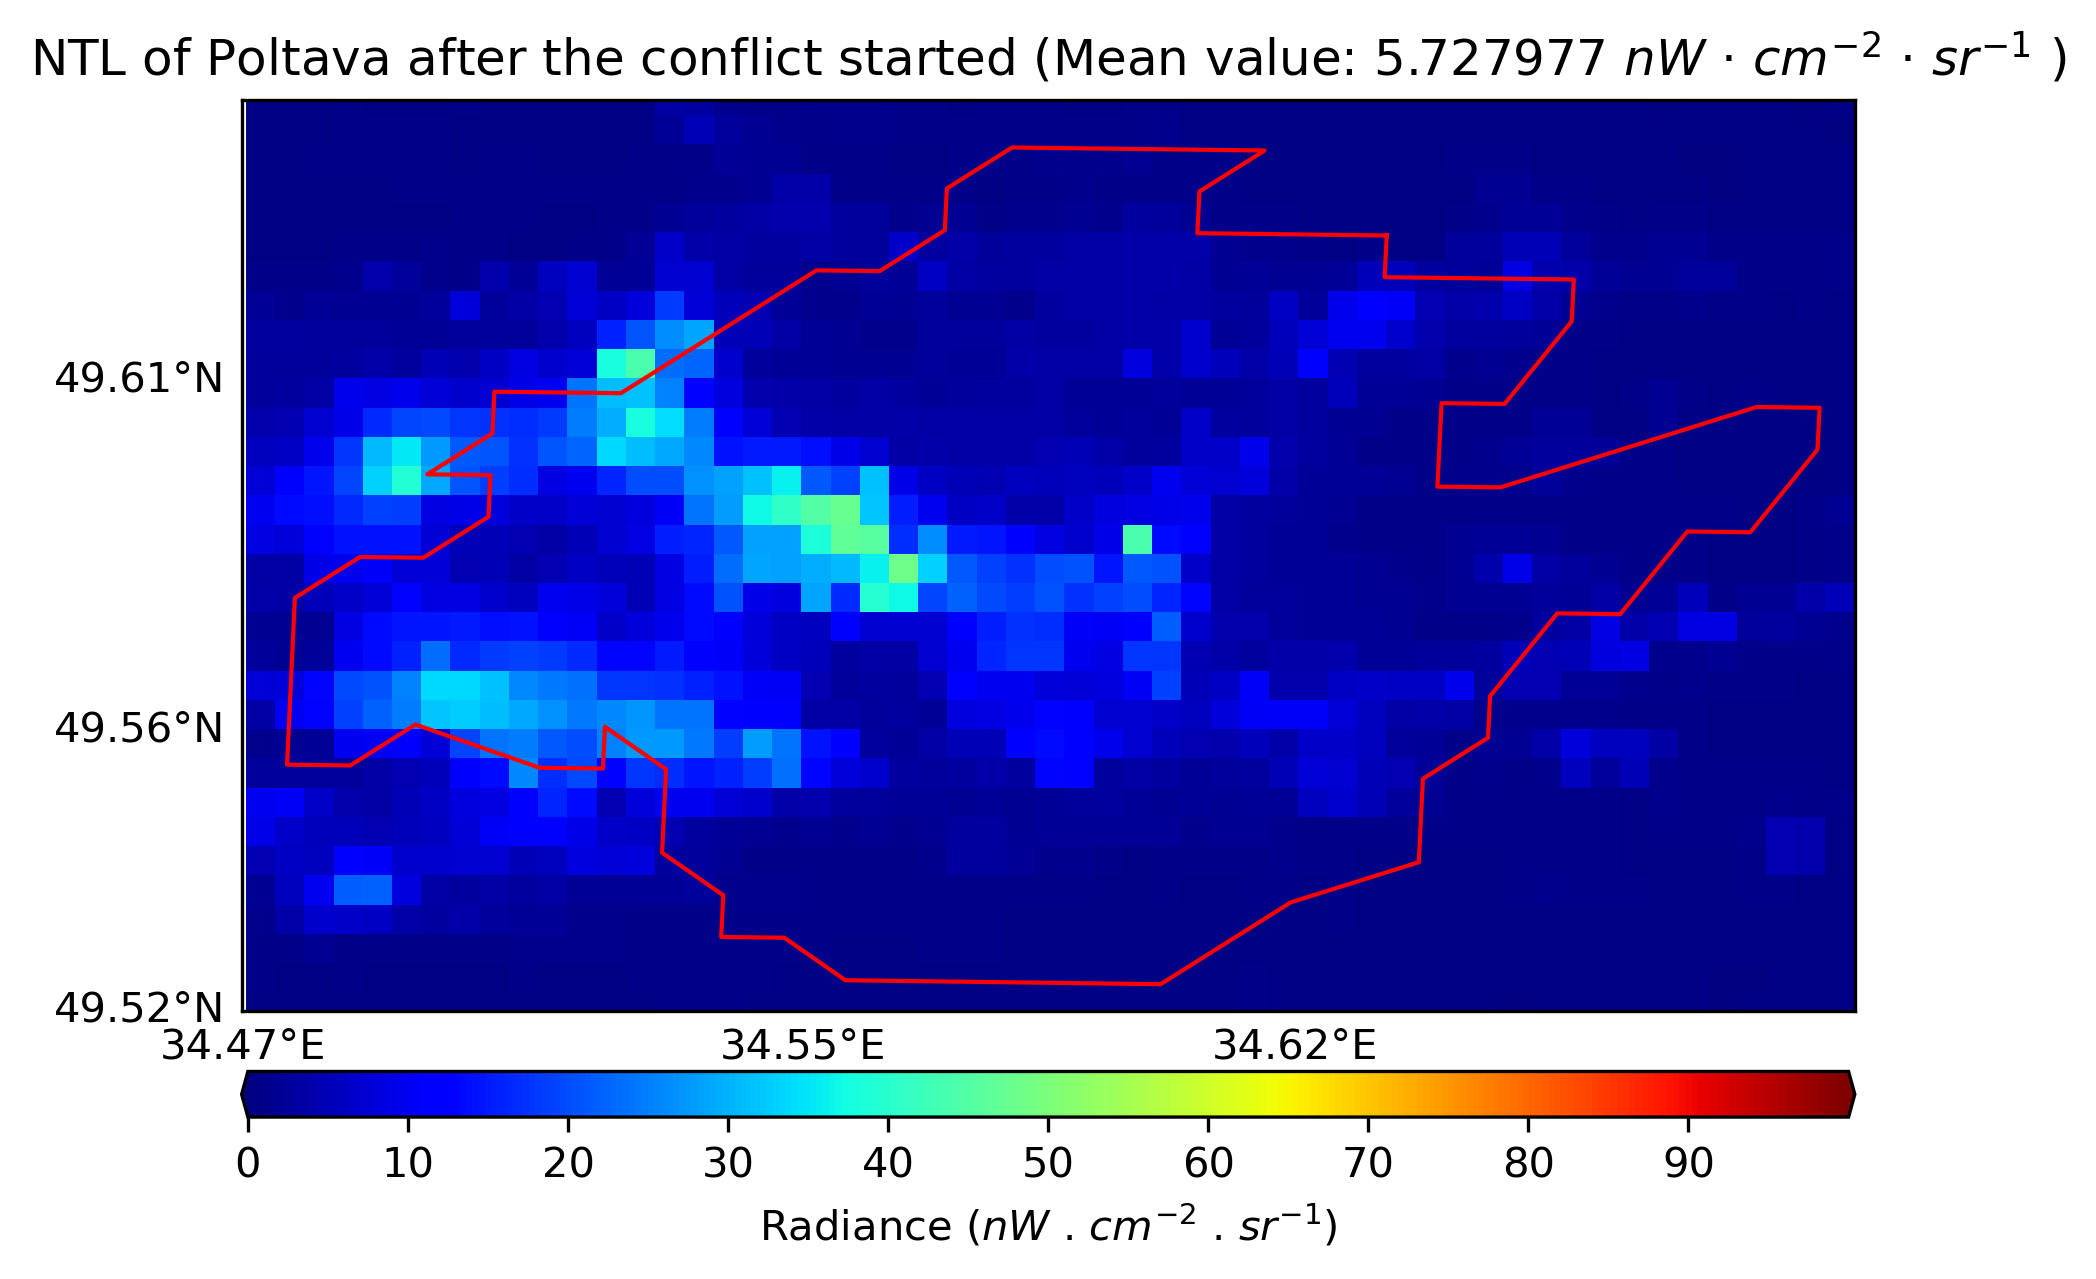 NTL of Poltava after the conflict started (Mean value: 5.727977 nW · cm⁻² · sr⁻¹ )
49.61°N
49.56°N
49.52°N
34.47°E 34.55°E 34.62°E
0 10 20 30 40 50 60 70 80 90
Radiance (nW . cm⁻² . sr⁻¹)